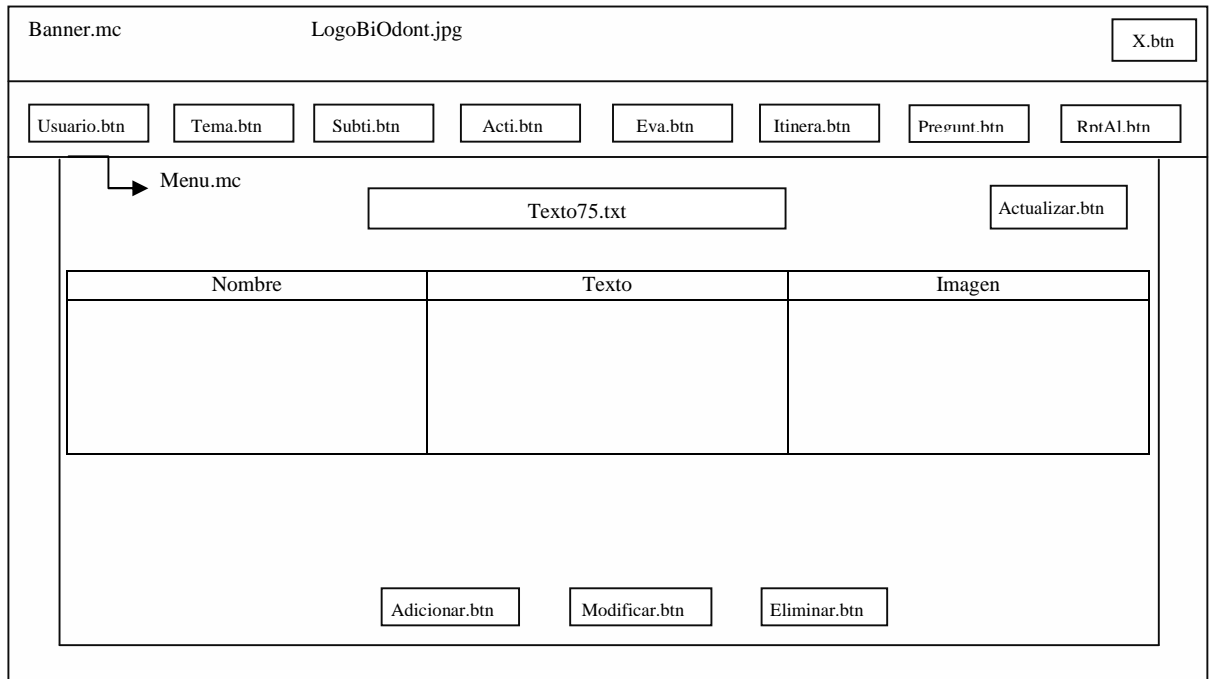 Banner.mc LogoBiOdont.jpg X.btn
Usuario.btn Tema.btn Subti.btn Acti.btn Eva.btn Itinera.btn Pregunt.btn RptAl.btn
Menu.mc
Texto75.txt Actualizar.btn
Nombre Texto Imagen
Adicionar.btn Modificar.btn Eliminar.btn